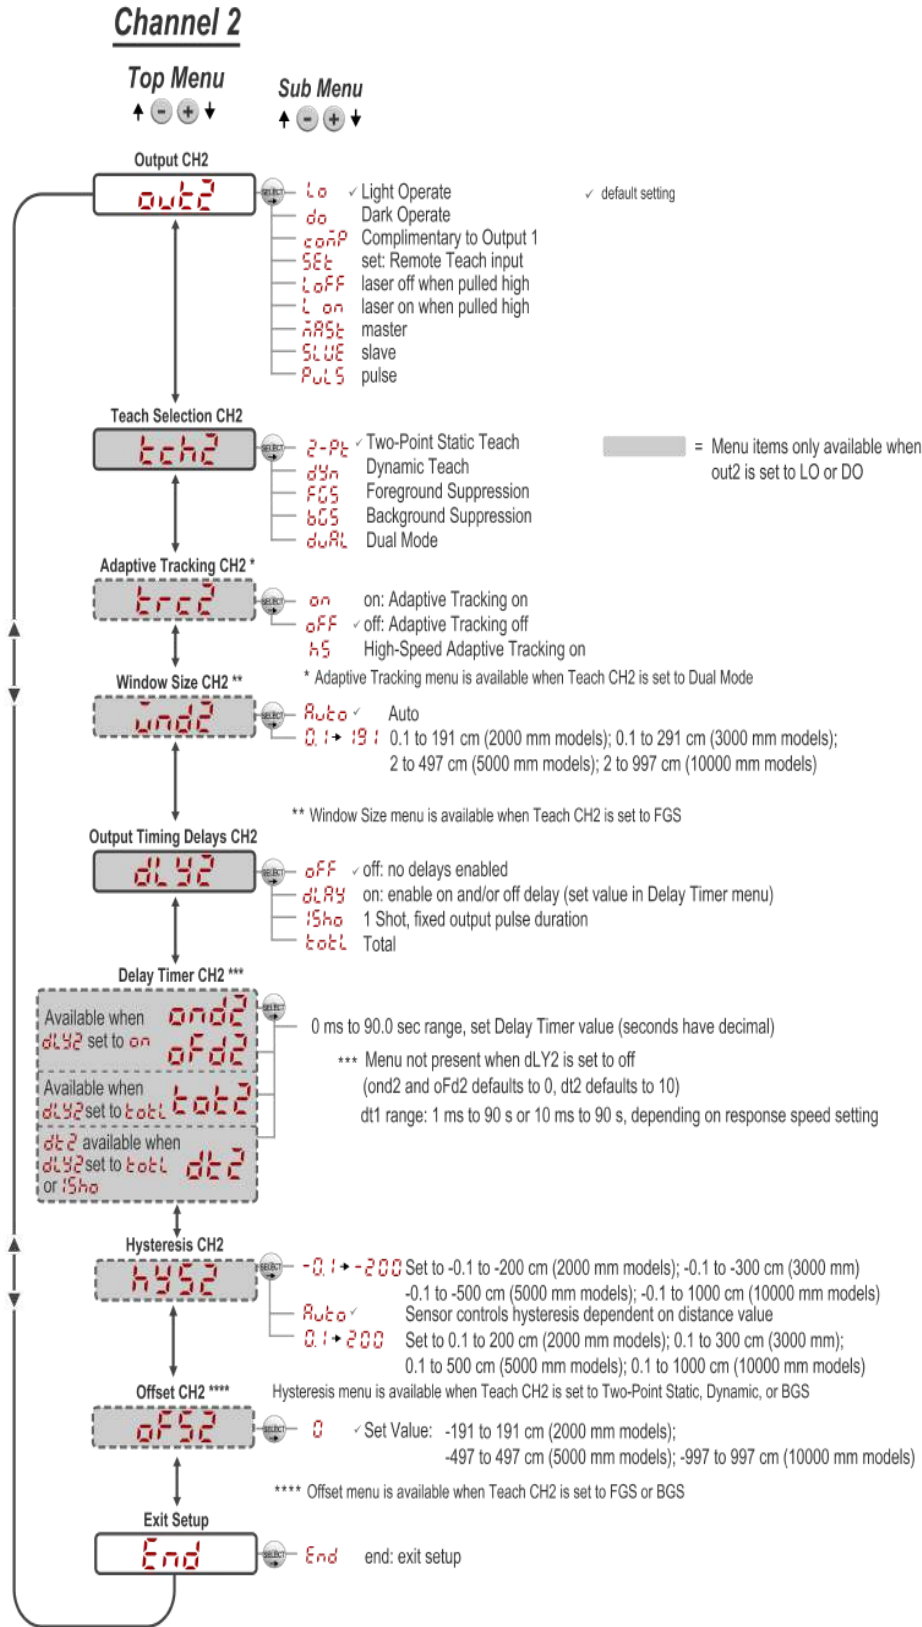 Channel 2
Top Menu
Sub Menu
- +
- +
Output CH2
out2
SELECT
Lo ✓ Light Operate
✓ default setting
do Dark Operate
comP Complimentary to Output 1
SEt set: Remote Teach input
LoFF laser off when pulled high
L on laser on when pulled high
mASt master
SLUE slave
PuLS pulse
Teach Selection CH2
tch2
SELECT
2-Pt ✓ Two-Point Static Teach
dYn Dynamic Teach
FGS Foreground Suppression
bGS Background Suppression
duAL Dual Mode
= Menu items only available when
out2 is set to LO or DO
Adaptive Tracking CH2 *
trc2
SELECT
on on: Adaptive Tracking on
oFF ✓ off: Adaptive Tracking off
hS High-Speed Adaptive Tracking on
* Adaptive Tracking menu is available when Teach CH2 is set to Dual Mode
Window Size CH2 **
wnd2
SELECT
Auto ✓ Auto
0.1 → 191 0.1 to 191 cm (2000 mm models); 0.1 to 291 cm (3000 mm models);
2 to 497 cm (5000 mm models); 2 to 997 cm (10000 mm models)
** Window Size menu is available when Teach CH2 is set to FGS
Output Timing Delays CH2
dLY2
SELECT
oFF ✓ off: no delays enabled
dLAY on: enable on and/or off delay (set value in Delay Timer menu)
1Sho 1 Shot, fixed output pulse duration
totL Total
Delay Timer CH2 ***
Available when
dLY2 set to on
ond2
oFd2
SELECT
0 ms to 90.0 sec range, set Delay Timer value (seconds have decimal)
*** Menu not present when dLY2 is set to off
(ond2 and oFd2 defaults to 0, dt2 defaults to 10)
dt1 range: 1 ms to 90 s or 10 ms to 90 s, depending on response speed setting
Available when
dLY2 set to totL
tot2
dt2 available when
dLY2 set to totL
or 1Sho
dt2
Hysteresis CH2
hYS2
SELECT
-0.1 → -200 Set to -0.1 to -200 cm (2000 mm models); -0.1 to -300 cm (3000 mm)
-0.1 to -500 cm (5000 mm models); -0.1 to 1000 cm (10000 mm models)
Auto ✓ Sensor controls hysteresis dependent on distance value
0.1 → 200 Set to 0.1 to 200 cm (2000 mm models); 0.1 to 300 cm (3000 mm);
0.1 to 500 cm (5000 mm models); 0.1 to 1000 cm (10000 mm models)
Hysteresis menu is available when Teach CH2 is set to Two-Point Static, Dynamic, or BGS
Offset CH2 ****
oFS2
SELECT
0 ✓ Set Value: -191 to 191 cm (2000 mm models);
-497 to 497 cm (5000 mm models); -997 to 997 cm (10000 mm models)
**** Offset menu is available when Teach CH2 is set to FGS or BGS
Exit Setup
End
SELECT
End end: exit setup